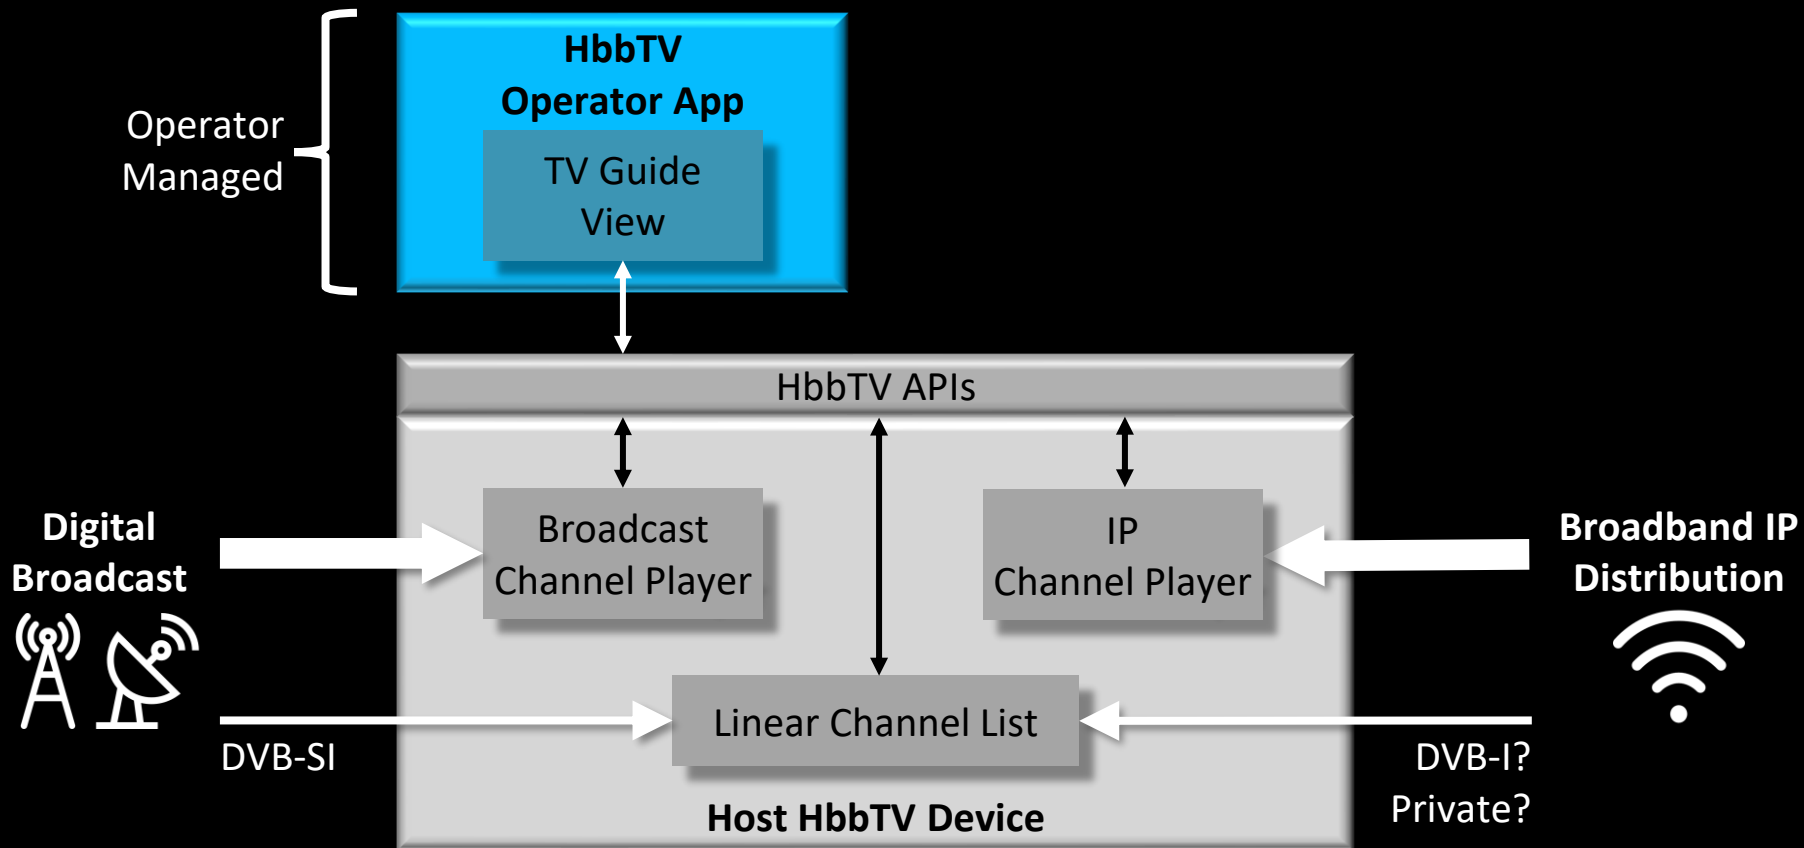 HbbTV
Operator App
Operator
Managed
TV Guide
View
HbbTV APIs
Digital
Broadcast
Broadcast
Channel Player
IP
Channel Player
Broadband IP
Distribution
Linear Channel List
DVB-SI
DVB-I?
Private?
Host HbbTV Device